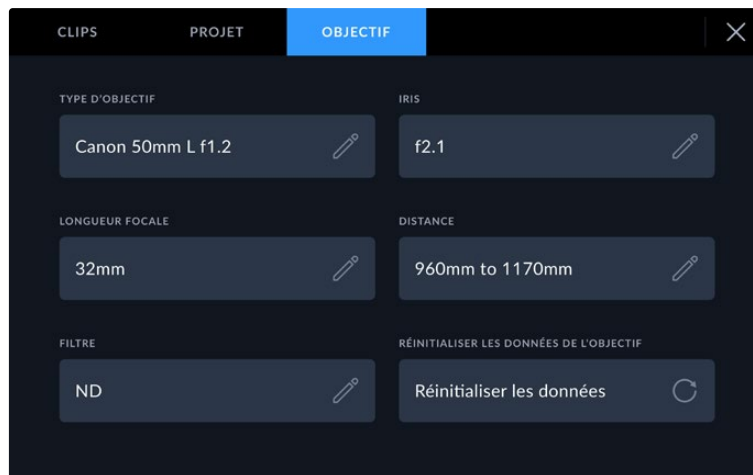 CLIPS PROJET OBJECTIF
TYPE D'OBJECTIF IRIS
Canon 50mm L f1.2 f2.1
LONGUEUR FOCALE DISTANCE
32mm 960mm to 1170mm
FILTRE RÉINITIALISER LES DONNÉES DE L'OBJECTIF
ND Réinitialiser les données